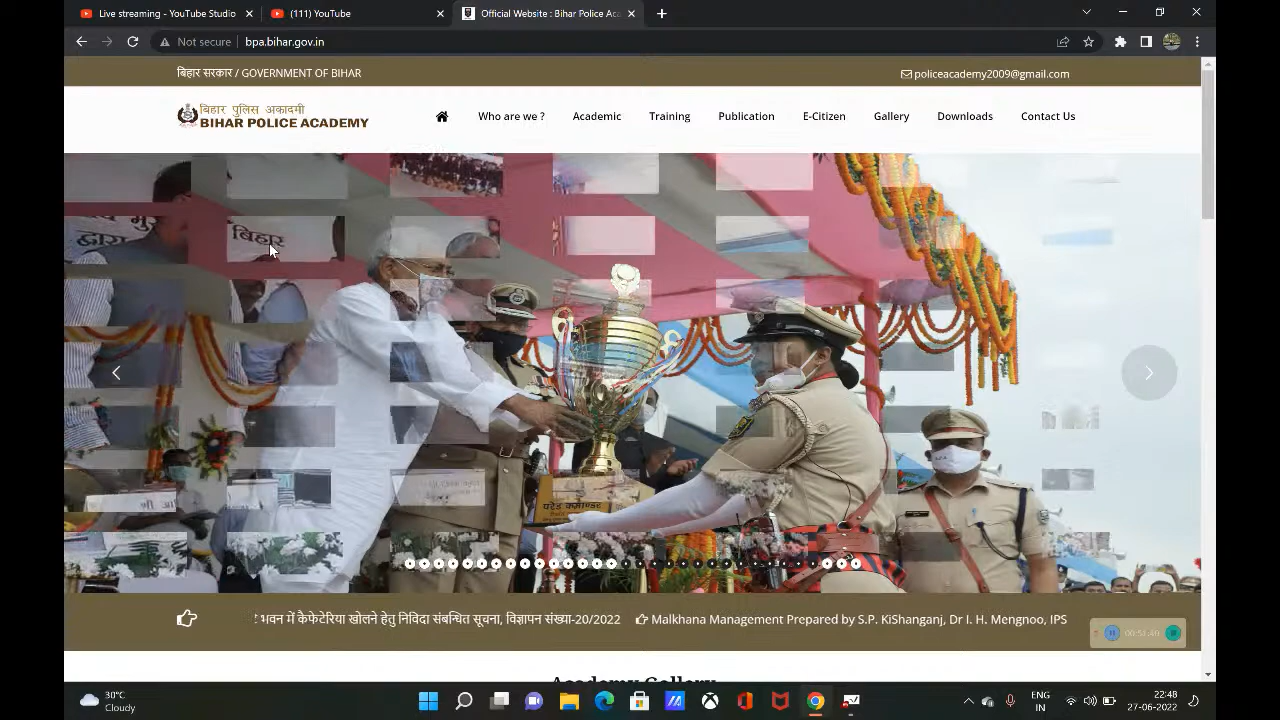 Live streaming - YouTube Studio
(111) YouTube
Official Website : Bihar Police Aca
Not secure
bpa.bihar.gov.in
बिहार सरकार / GOVERNMENT OF BIHAR
policeacademy2009@gmail.com
बिहार पुलिस अकादमी
BIHAR POLICE ACADEMY
Who are we ?
Academic
Training
Publication
E-Citizen
Gallery
Downloads
Contact Us
द्वारा
बिहार
भवन में कैफेटेरिया खोलने हेतु निविदा संबन्धित सूचना, विज्ञापन संख्या-20/2022
Malkhana Management Prepared by S.P. KiShanganj, Dr I. H. Mengnoo, IPS
Academy Gallery
30°C
Cloudy
ENG
IN
22:48
27-06-2022